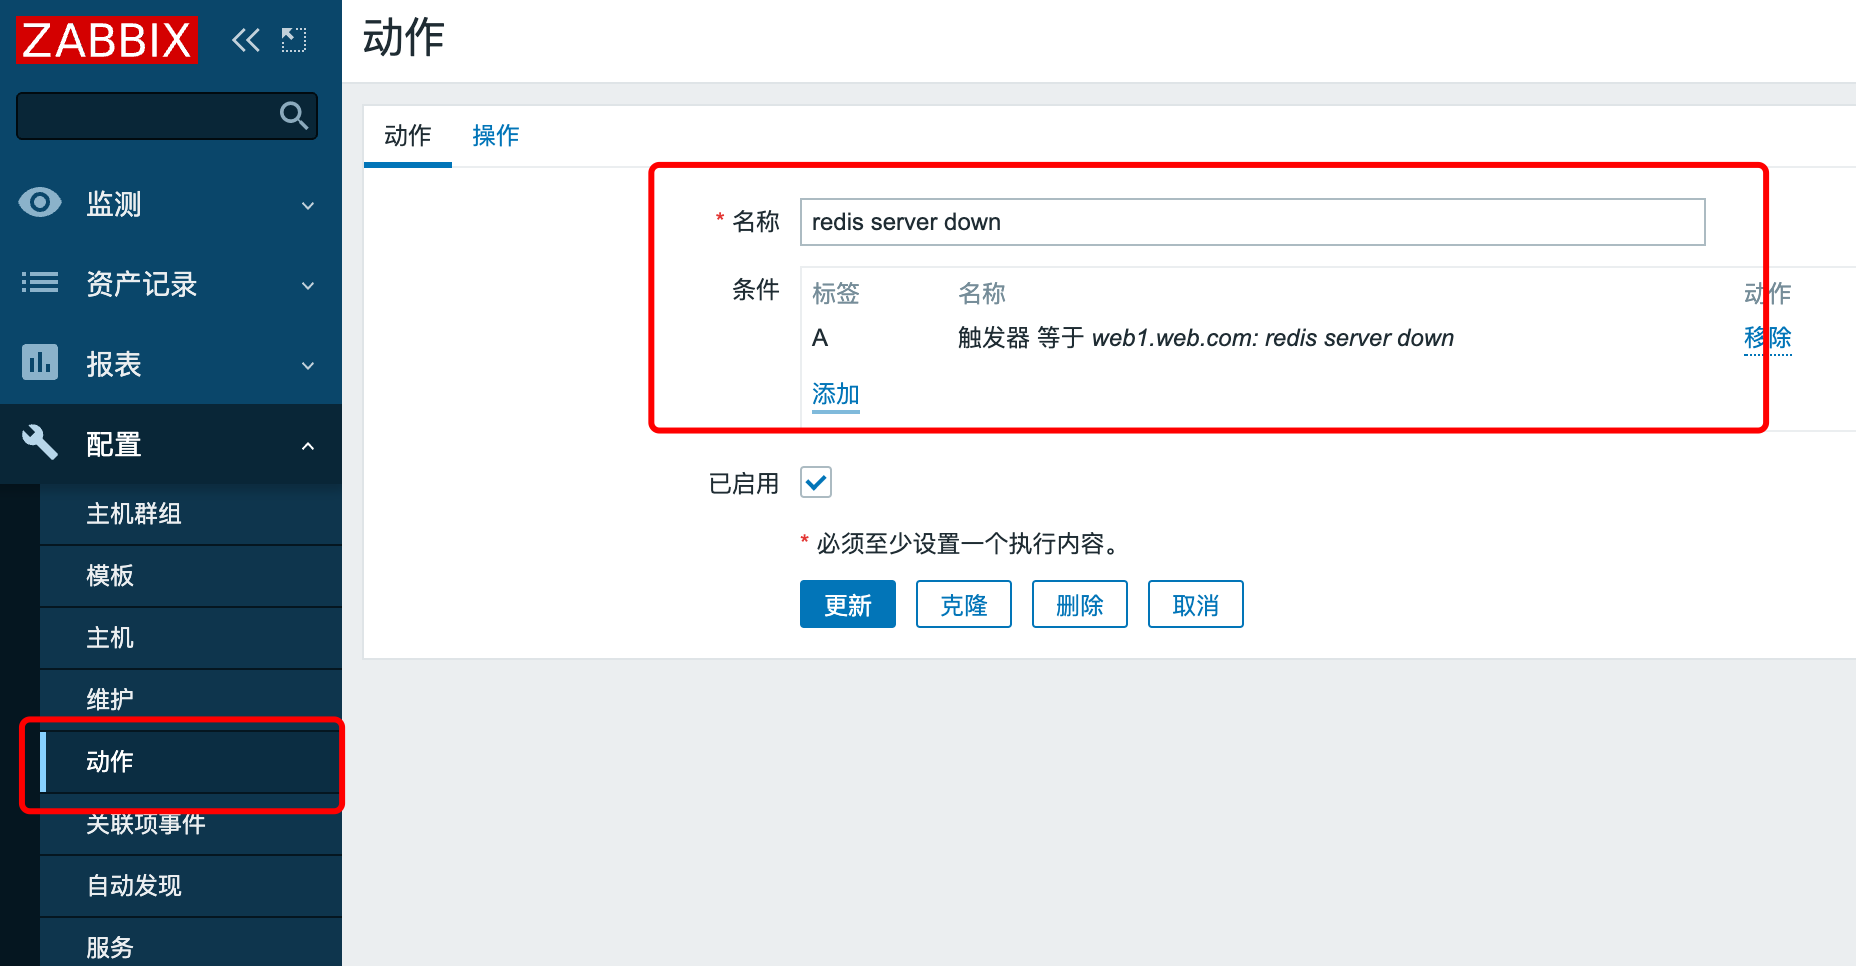 ZABBIX
监测
资产记录
报表
配置
主机群组
模板
主机
维护
动作
关联项事件
自动发现
服务
动作
动作 操作
* 名称 redis server down
条件 标签 名称 动作
A 触发器 等于 web1.web.com: redis server down 移除
添加
已启用
* 必须至少设置一个执行内容。
更新 克隆 删除 取消